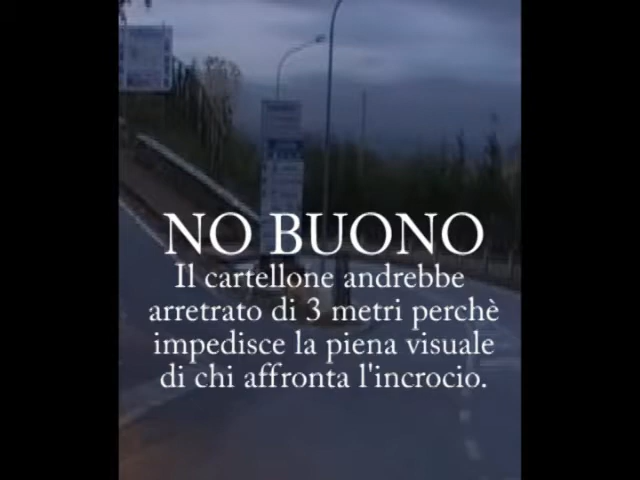 NO BUONO
Il cartellone andrebbe
arretrato di 3 metri perchè
impedisce la piena visuale
di chi affronta l'incrocio.